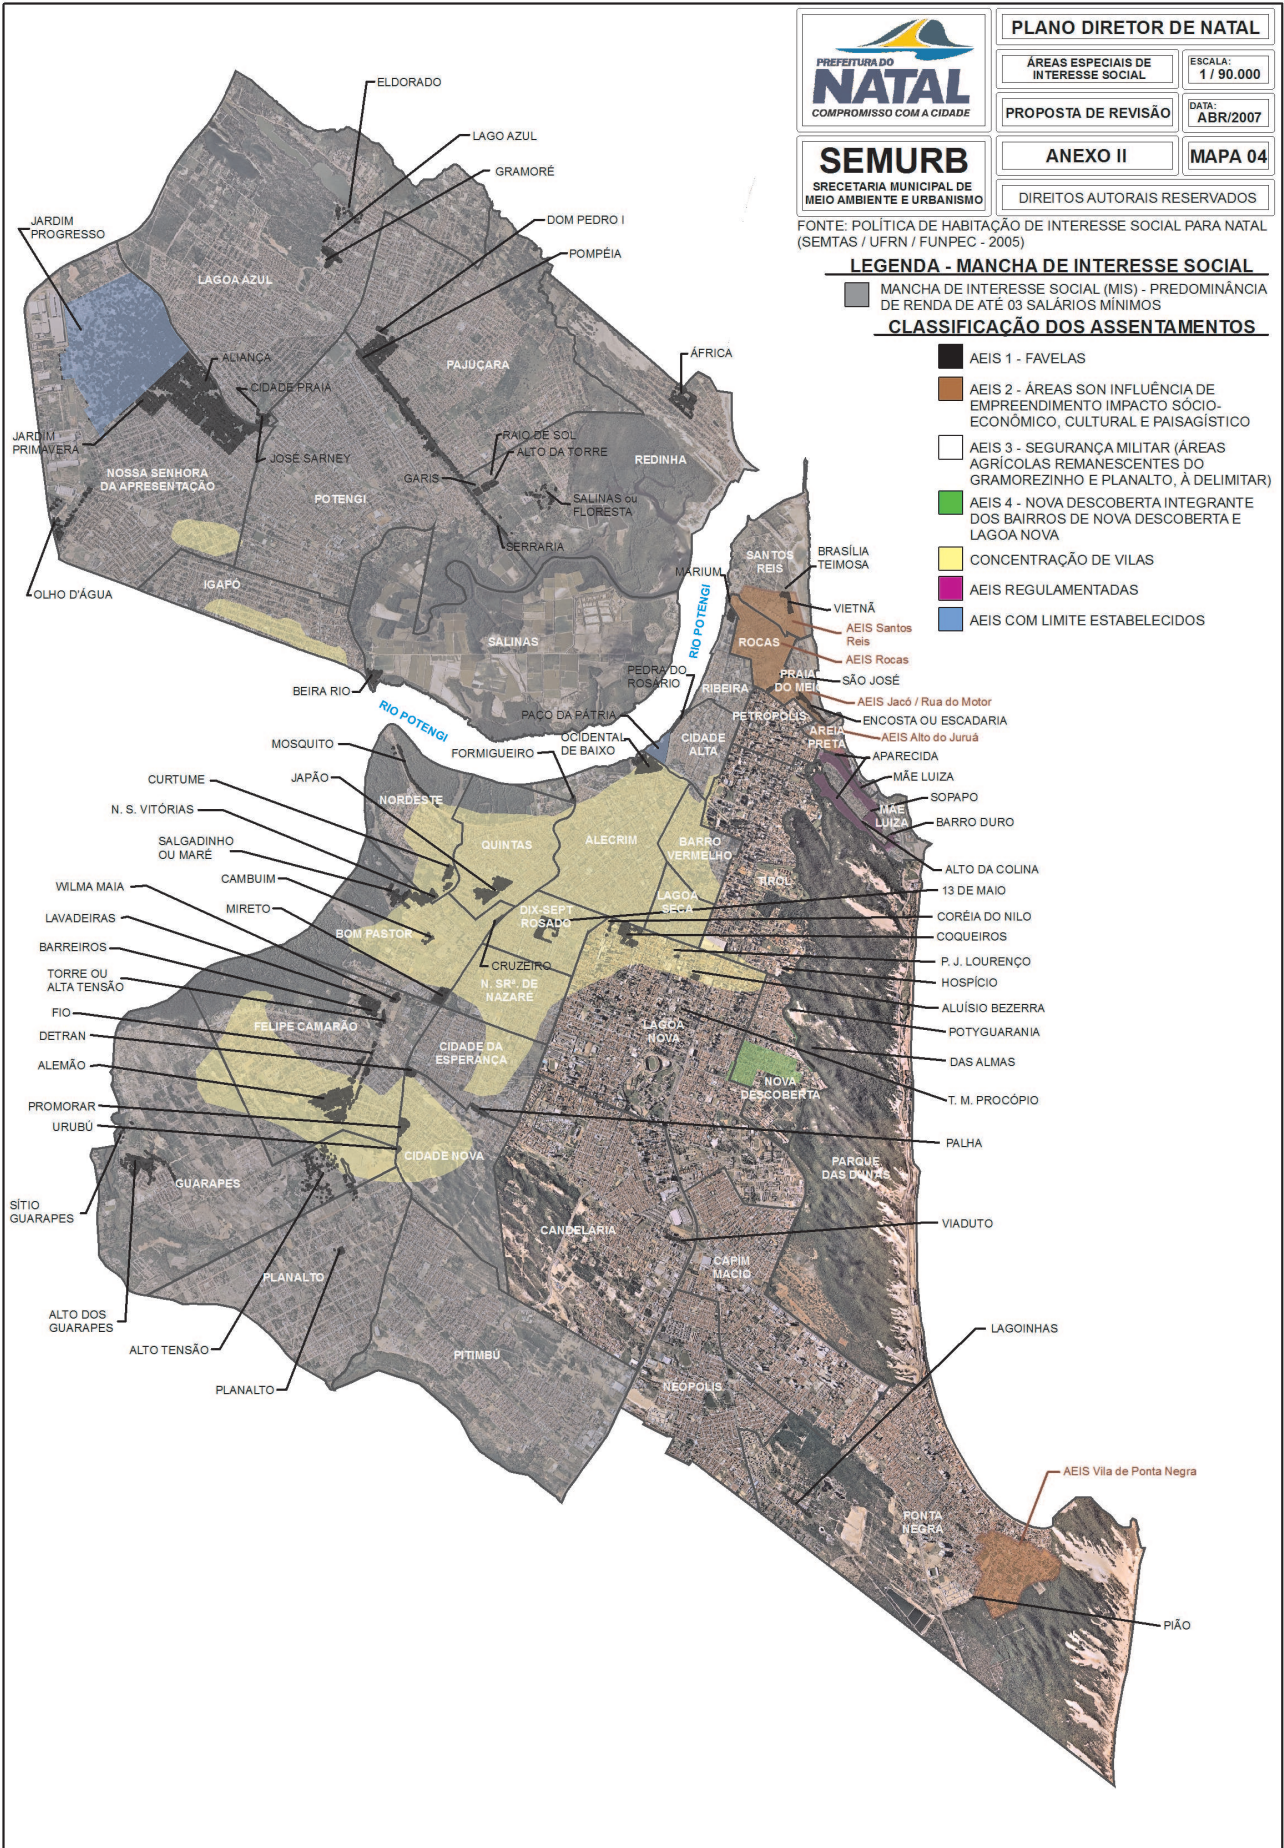 PREFEITURA DO
NATAL
COMPROMISSO COM A CIDADE
PLANO DIRETOR DE NATAL
ÁREAS ESPECIAIS DE
INTERESSE SOCIAL
ESCALA:
1 / 90.000
PROPOSTA DE REVISÃO
DATA:
ABR/2007
SEMURB
SRECETARIA MUNICIPAL DE
MEIO AMBIENTE E URBANISMO
ANEXO II
MAPA 04
DIREITOS AUTORAIS RESERVADOS
FONTE: POLÍTICA DE HABITAÇÃO DE INTERESSE SOCIAL PARA NATAL
(SEMTAS / UFRN / FUNPEC - 2005)
LEGENDA - MANCHA DE INTERESSE SOCIAL
MANCHA DE INTERESSE SOCIAL (MIS) - PREDOMINÂNCIA
DE RENDA DE ATÉ 03 SALÁRIOS MÍNIMOS
CLASSIFICAÇÃO DOS ASSENTAMENTOS
AEIS 1 - FAVELAS
AEIS 2 - ÁREAS SON INFLUÊNCIA DE
EMPREENDIMENTO IMPACTO SÓCIO-
ECONÔMICO, CULTURAL E PAISAGÍSTICO
AEIS 3 - SEGURANÇA MILITAR (ÁREAS
AGRÍCOLAS REMANESCENTES DO
GRAMOREZINHO E PLANALTO, À DELIMITAR)
AEIS 4 - NOVA DESCOBERTA INTEGRANTE
DOS BAIRROS DE NOVA DESCOBERTA E
LAGOA NOVA
CONCENTRAÇÃO DE VILAS
AEIS REGULAMENTADAS
AEIS COM LIMITE ESTABELECIDOS
ELDORADO
LAGO AZUL
GRAMORÉ
DOM PEDRO I
POMPÉIA
JARDIM
PROGRESSO
LAGOA AZUL
ALIANÇA
CIDADE PRAIA
PAJUÇARA
ÁFRICA
JARDIM
PRIMAVERA
JOSÉ SARNEY
NOSSA SENHORA
DA APRESENTAÇÃO
POTENGI
RAIO DE SOL
ALTO DA TORRE
GARIS
REDINHA
SALINAS ou
FLORESTA
SERRARIA
OLHO D'ÁGUA
IGAPÓ
SALINAS
BEIRA RIO
RIO POTENGI
RIO POTENGI
SANTOS
REIS
BRASÍLIA
TEIMOSA
MARIUM
VIETNÃ
AEIS Santos
Reis
ROCAS
AEIS Rocas
PEDRA DO
ROSÁRIO
RIBEIRA
PRAIA
DO MEIO
SÃO JOSÉ
AEIS Jacó / Rua do Motor
PAÇO DA PÁTRIA
PETROPOLIS
ENCOSTA OU ESCADARIA
AREIA
PRETA
AEIS Alto do Juruá
CIDADE
ALTA
OCIDENTAL
DE BAIXO
FORMIGUEIRO
APARECIDA
MÃE LUIZA
SOPAPO
MÃE
LUIZA
BARRO DURO
ALTO DA COLINA
MOSQUITO
CURTUME
JAPÃO
N. S. VITÓRIAS
NORDESTE
SALGADINHO
OU MARÉ
QUINTAS
ALECRIM
BARRO
VERMELHO
CAMBUIM
WILMA MAIA
MIRETO
TIROL
13 DE MAIO
LAVADEIRAS
LAGOA
SECA
DIX-SEPT
ROSADO
CORÉIA DO NILO
BOM PASTOR
COQUEIROS
BARREIROS
CRUZEIRO
P. J. LOURENÇO
TORRE OU
ALTA TENSÃO
N. SRª. DE
NAZARÉ
HOSPÍCIO
ALUÍSIO BEZERRA
FIO
FELIPE CAMARÃO
LAGOA
NOVA
POTYGUARANIA
DETRAN
CIDADE DA
ESPERANÇA
DAS ALMAS
ALEMÃO
NOVA
DESCOBERTA
T. M. PROCÓPIO
PROMORAR
URUBÚ
PALHA
CIDADE NOVA
PARQUE
DAS DUNAS
GUARAPES
SÍTIO
GUARAPES
CANDELARIA
VIADUTO
CAPIM
MACIO
PLANALTO
ALTO DOS
GUARAPES
ALTO TENSÃO
LAGOINHAS
PITIMBÚ
PLANALTO
NEOPOLIS
AEIS Vila de Ponta Negra
PONTA
NEGRA
PIÃO